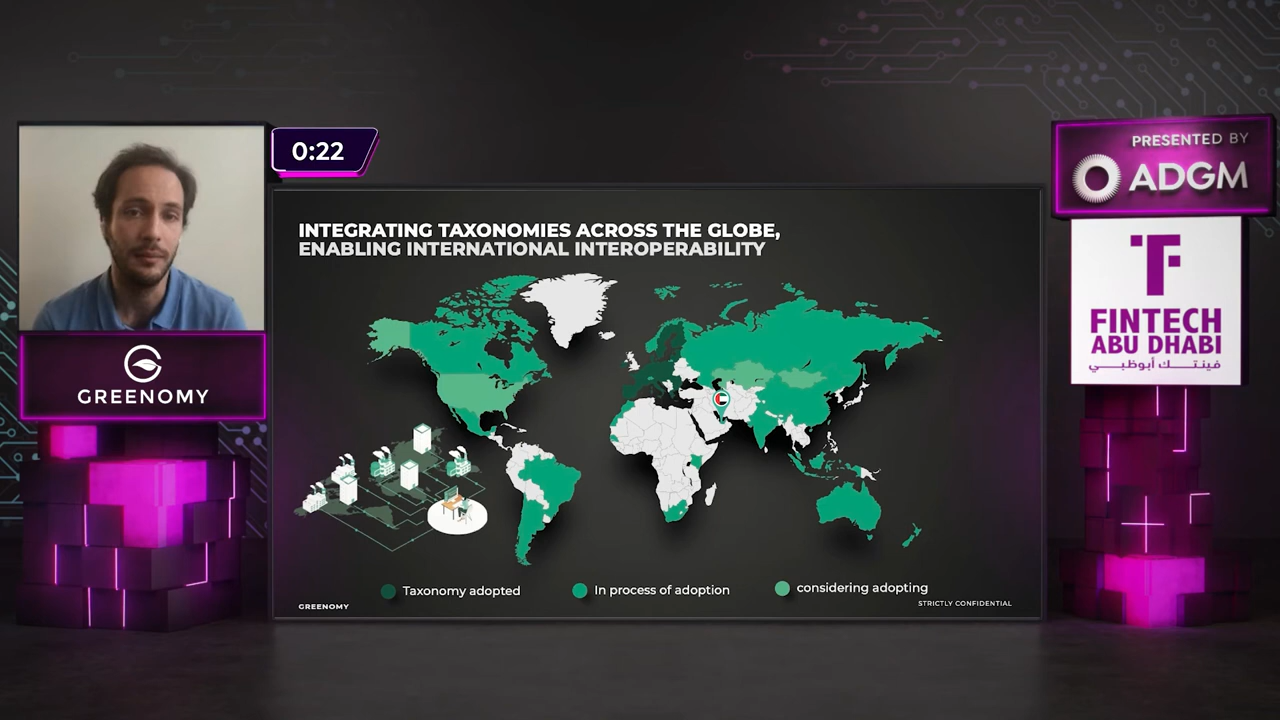 0:22
GREENOMY
INTEGRATING TAXONOMIES ACROSS THE GLOBE,
ENABLING INTERNATIONAL INTEROPERABILITY
Taxonomy adopted
In process of adoption
considering adopting
GREENOMY
STRICTLY CONFIDENTIAL
PRESENTED BY
ADGM
FINTECH
ABU DHABI
فينتك أبوظبي